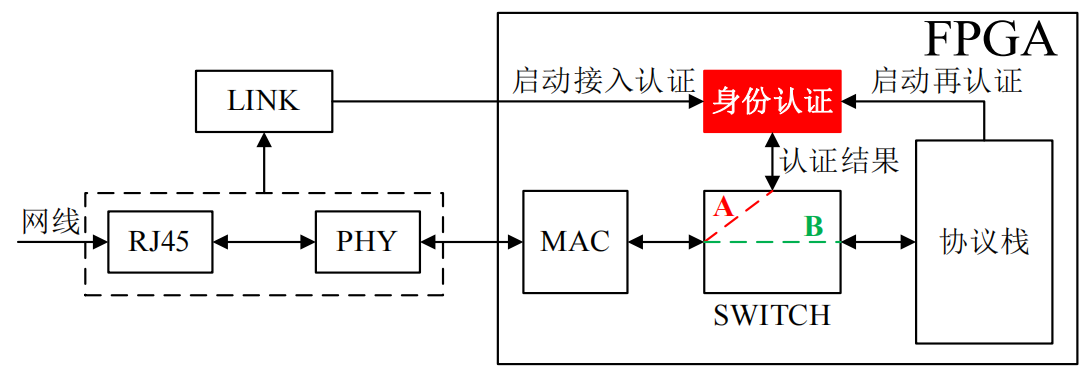 FPGA
启动接入认证
身份认证
启动再认证
LINK
认证结果
网线
RJ45
PHY
MAC
A
B
协议栈
SWITCH